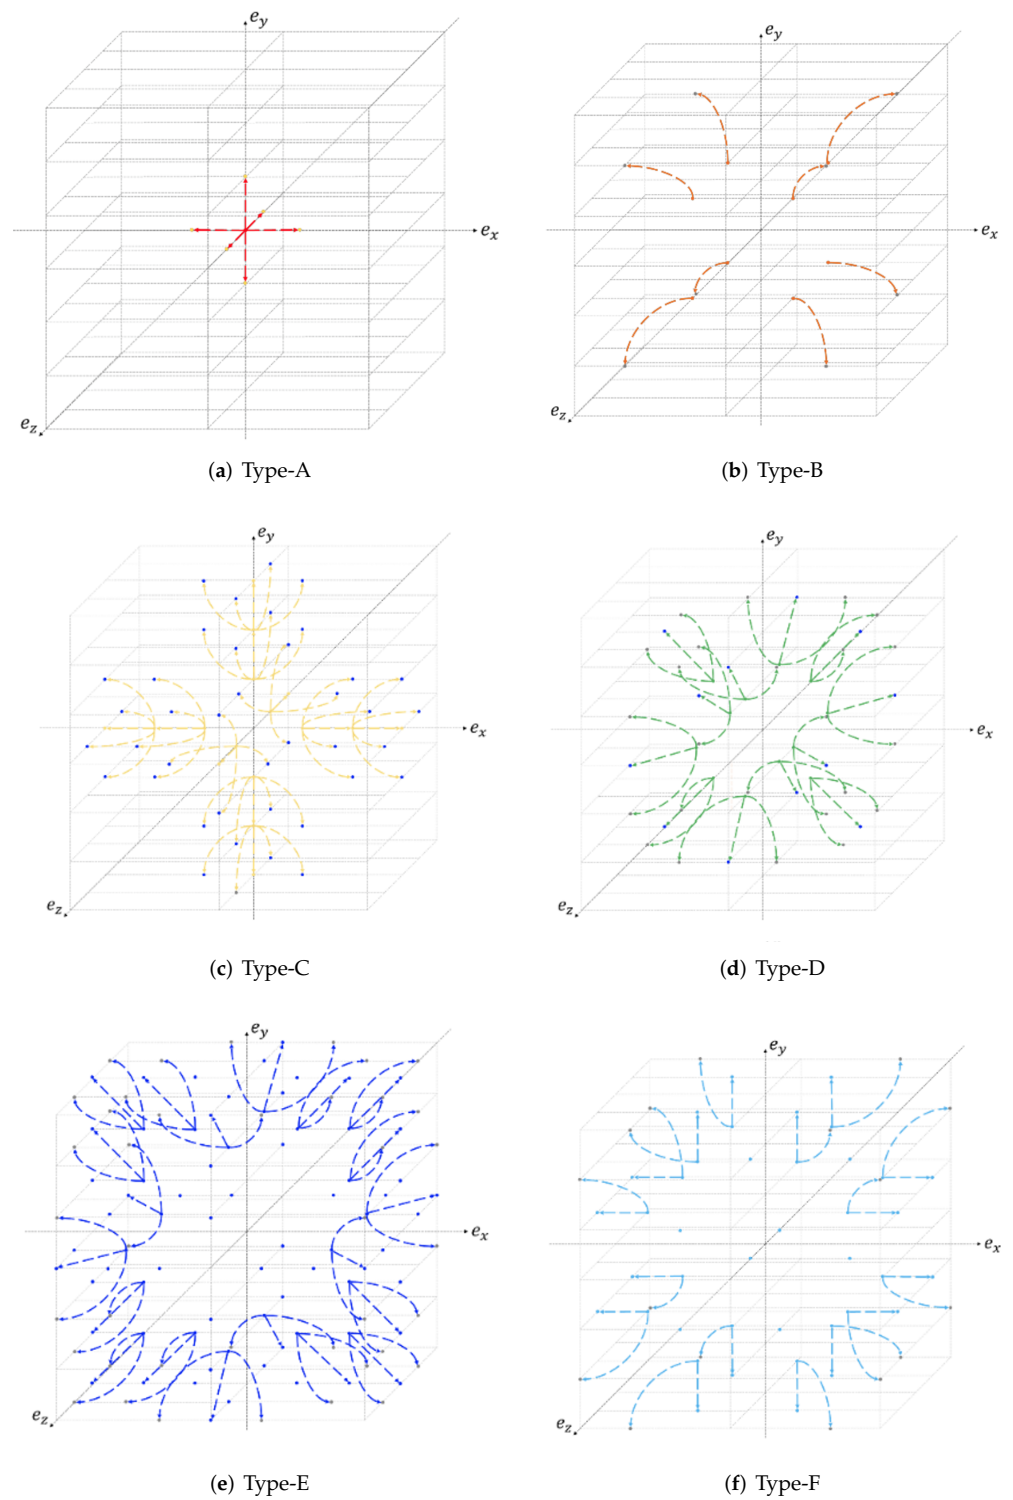 e_y e_y
e_x e_x
e_z e_z
(a) Type-A (b) Type-B
e_y e_y
e_x e_x
e_z e_z
(c) Type-C (d) Type-D
e_y e_y
e_x e_x
e_z e_z
(e) Type-E (f) Type-F